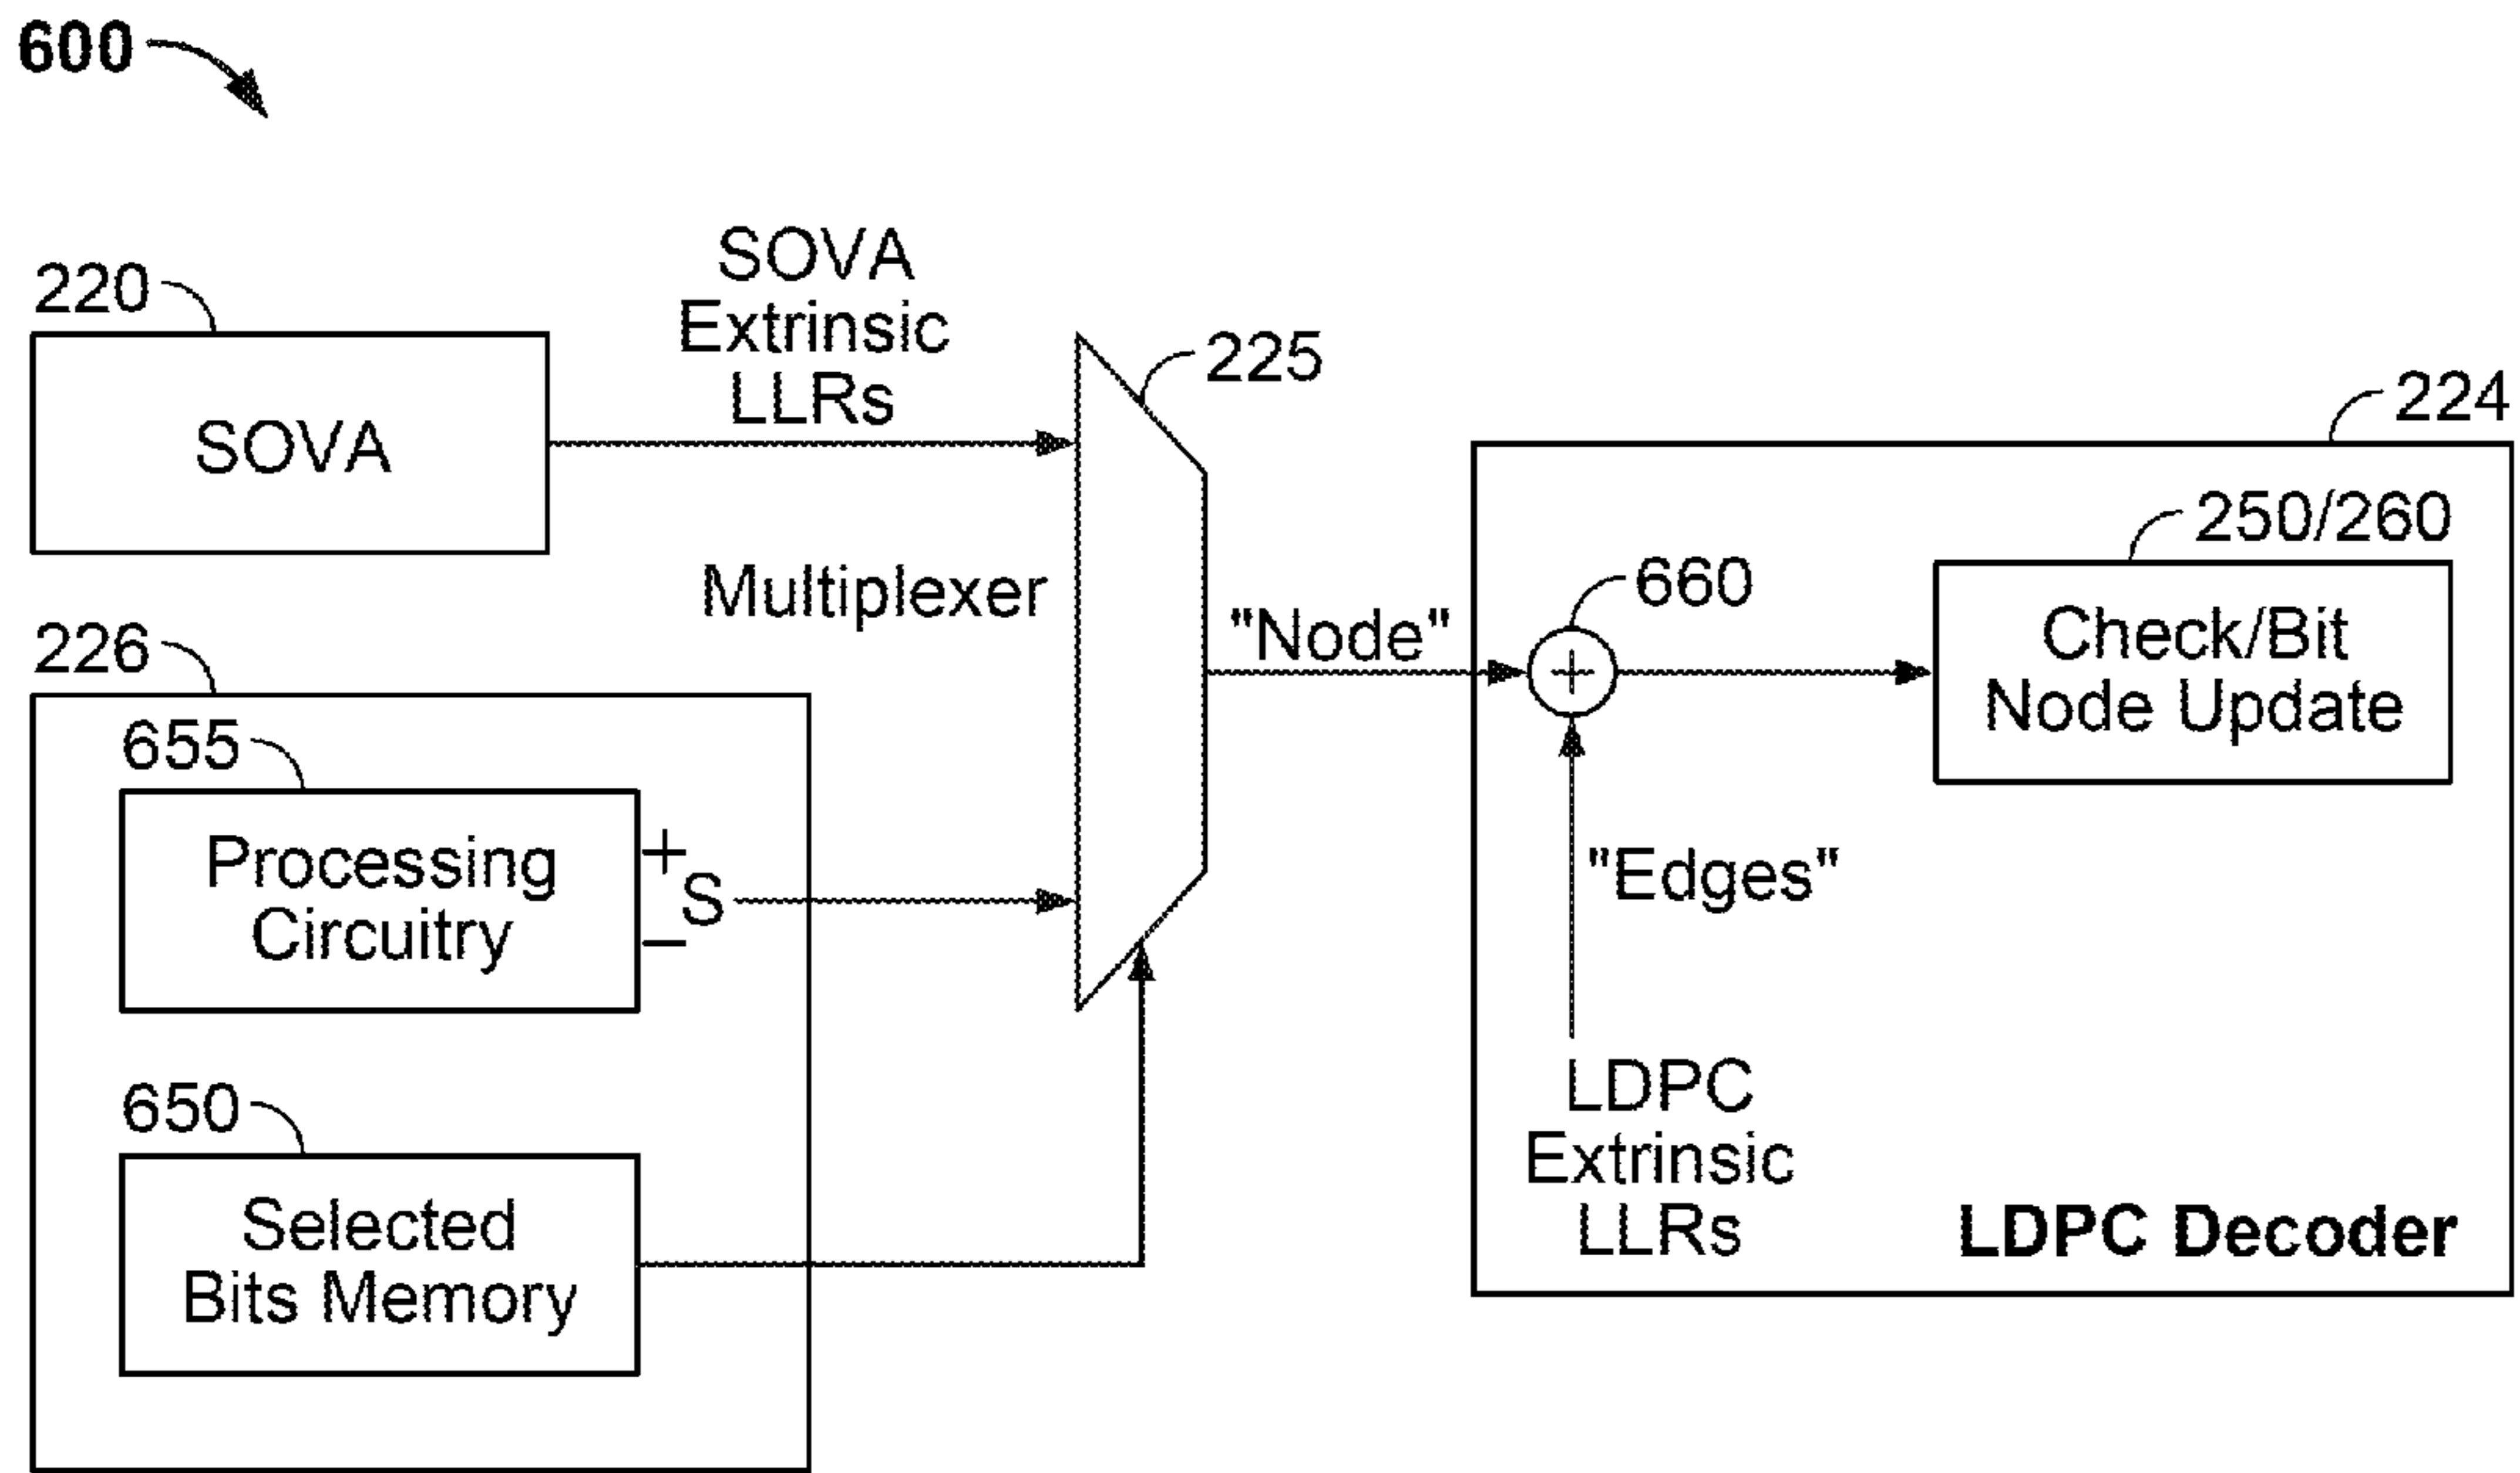 600
220
SOVA
SOVA
Extrinsic
LLRs
225
Multiplexer
"Node"
224
250/260
660
Check/Bit
Node Update
"Edges"
LDPC
Extrinsic
LLRs
LDPC Decoder
226
655
Processing
Circuitry
+
S
−
650
Selected
Bits Memory
+